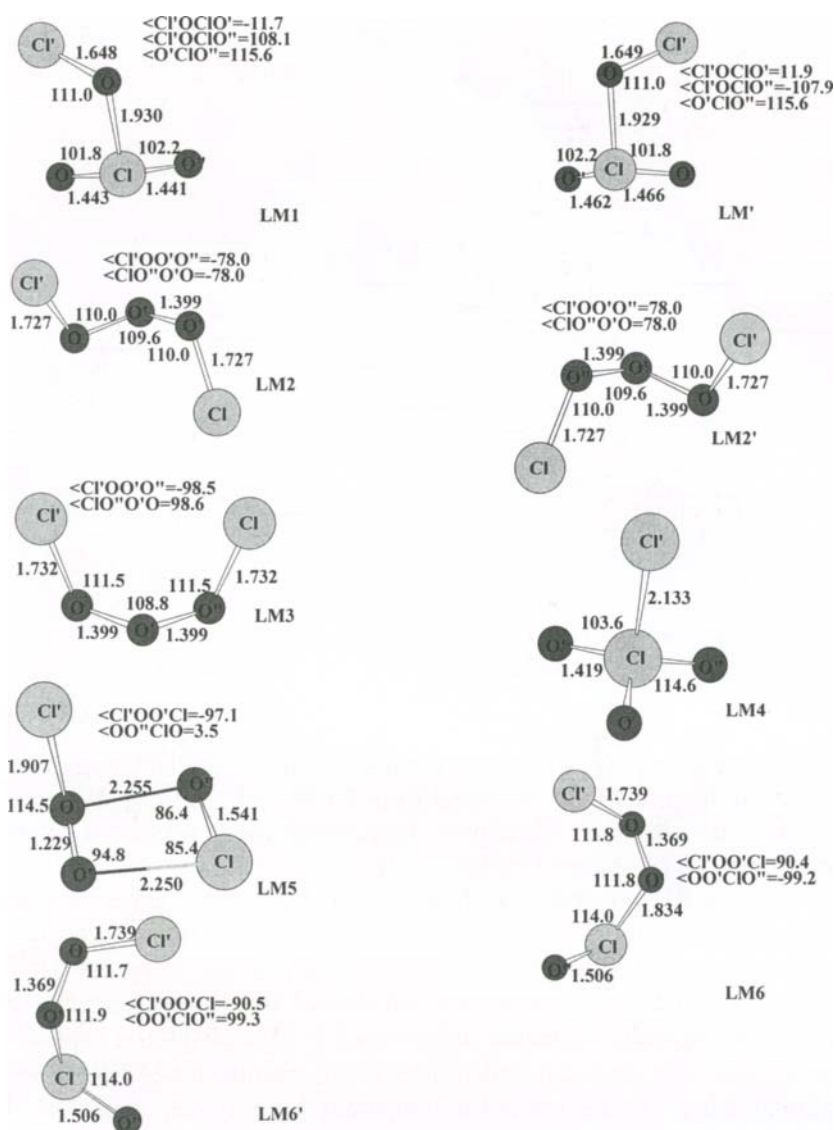 <Cl'OClO'=-11.7
<Cl'OClO"=108.1
<O'ClO"=115.6
Cl'
1.648
O
111.0
1.930
101.8
102.2
O'
Cl
O"
1.443
1.441
LM1
Cl'
1.649
O
111.0
<Cl'OClO'=11.9
<Cl'OClO"=-107.9
<O'ClO"=115.6
1.929
102.2
101.8
O"
Cl
O'
1.462
1.466
LM'
<Cl'OO'O"=-78.0
<ClO"O'O=-78.0
Cl'
1.399
O'
1.727
110.0
O
109.6
O"
110.0
1.727
LM2
Cl
<Cl'OO'O"=78.0
<ClO"O'O=78.0
Cl'
1.399
O'
110.0
O"
1.727
110.0
109.6
1.399
O
1.727
LM2'
Cl
<Cl'OO'O"=-98.5
<ClO"O'O=98.6
Cl'
Cl
1.732
111.5
111.5
1.732
108.8
O
O"
O'
1.399
1.399
LM3
Cl'
2.133
103.6
O'
Cl
O"
1.419
114.6
O
LM4
<Cl'OO'Cl=-97.1
<OO"ClO=3.5
Cl'
1.907
2.255
O"
114.5
O
86.4
1.541
1.229
94.8
85.4
Cl
O'
2.250
LM5
Cl'
1.739
O
111.8
1.369
<Cl'OO'Cl=90.4
<OO'ClO"=-99.2
111.8
O'
114.0
1.834
Cl
O"
1.506
LM6
1.739
Cl'
O
111.7
1.369
<Cl'OO'Cl=-90.5
<OO'ClO"=99.3
O'
111.9
Cl
114.0
1.506
O"
LM6'